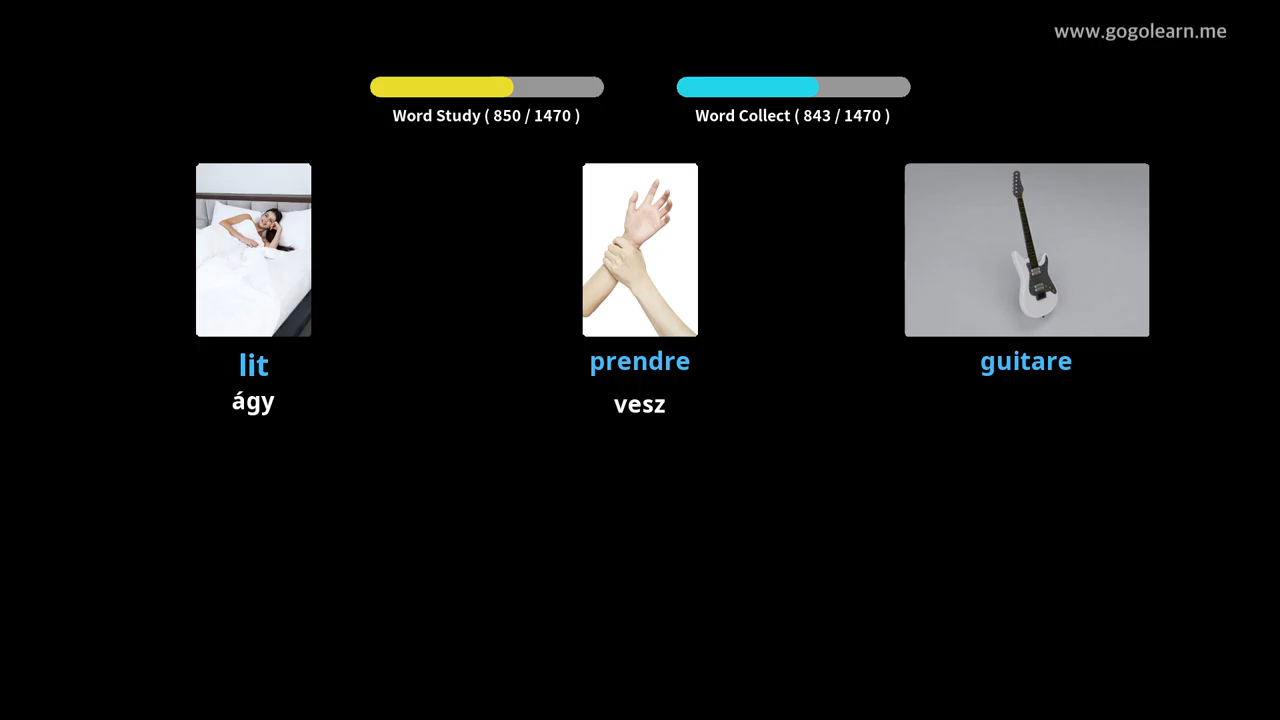 www.gogolearn.me
Word Study ( 850 / 1470 )
Word Collect ( 843 / 1470 )
lit
ágy
prendre
vesz
guitare